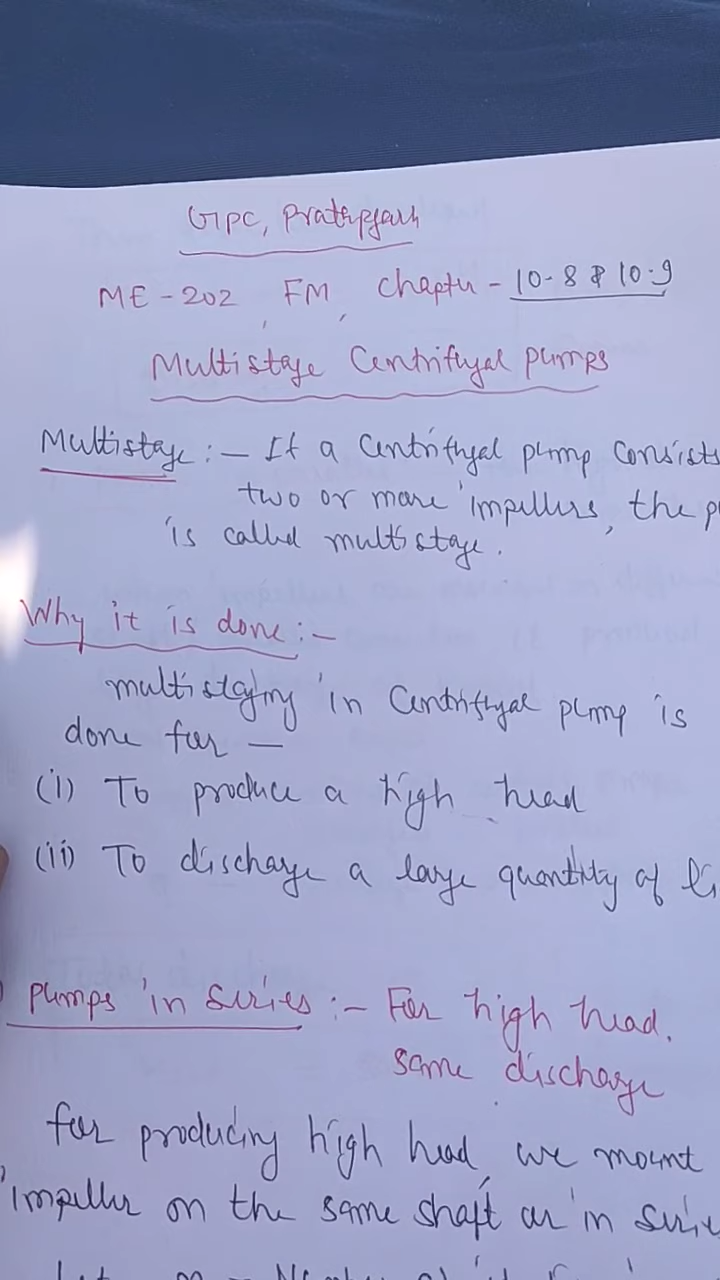 GPC, Pratapgarh
ME-202, FM, Chapter - 10.8 & 10.9
Multistage Centrifugal pumps
Multistage :- If a Centrifugal pump consists
two or more impellers, the p
is called multistage.
Why it is done :-
multistaging in Centrifugal pump is
done for —
(i) To produce a high head
(ii) To discharge a large quantity of li
) Pumps in Series :- For high head.
same discharge
for producing high head, we mount
impeller on the same shaft or in serie